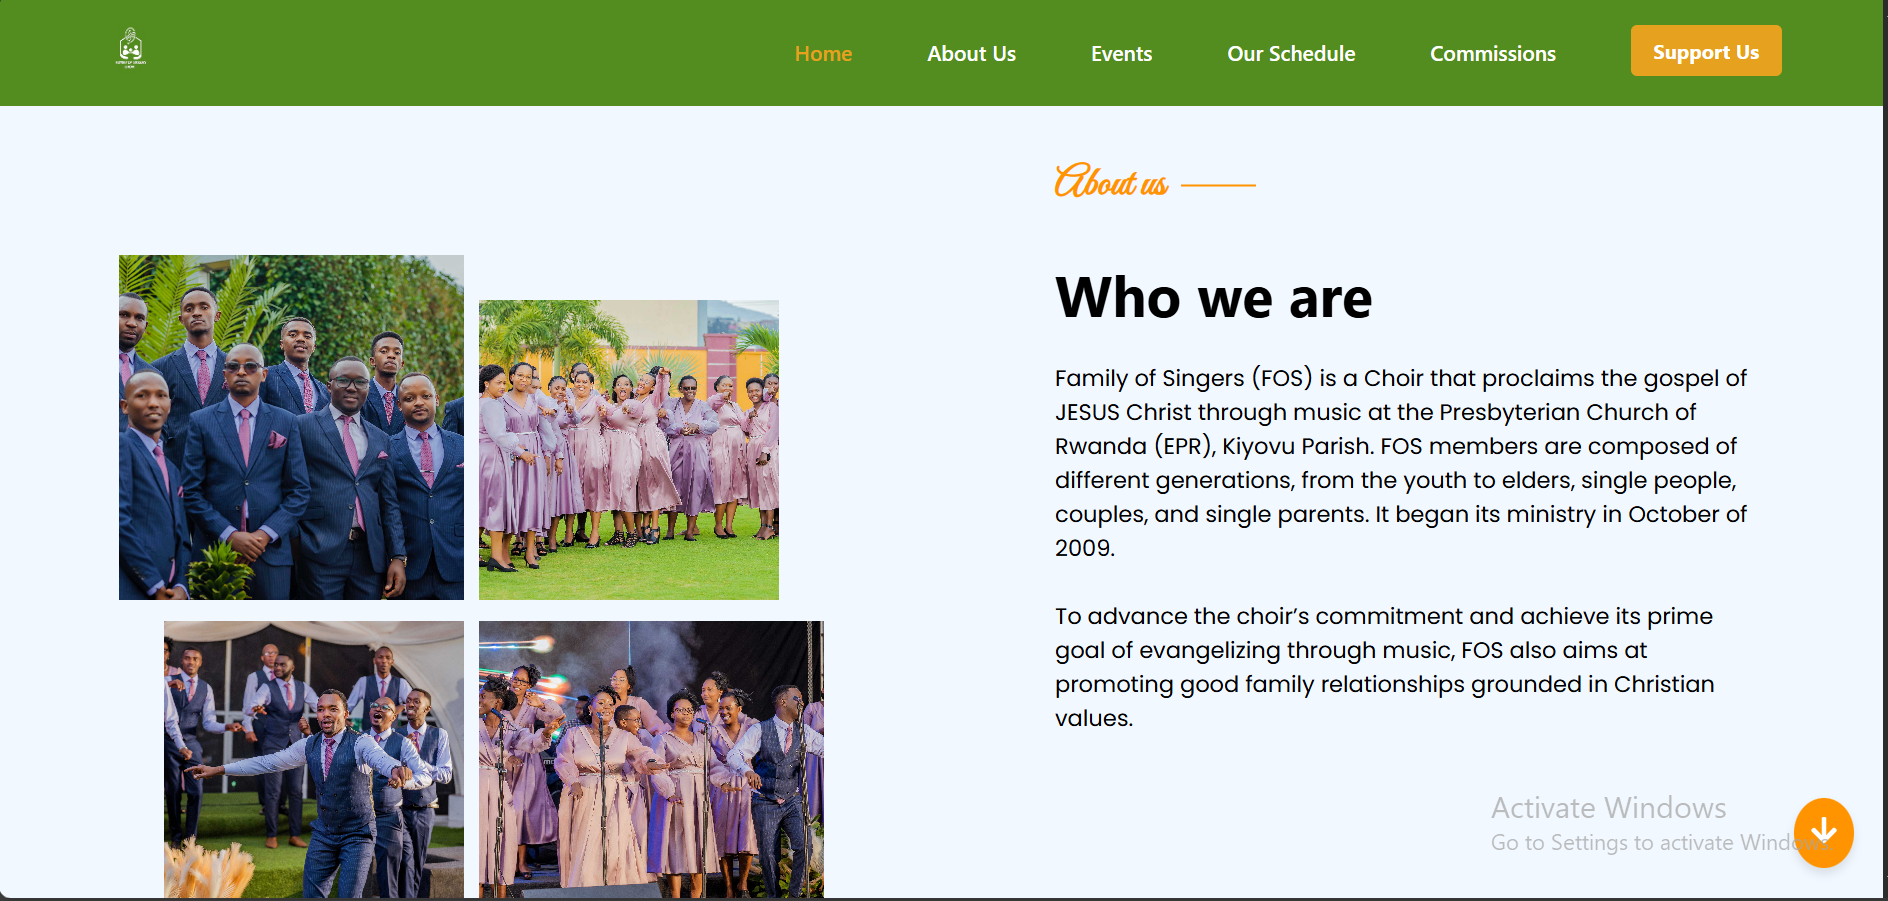 Home
About Us
Events
Our Schedule
Commissions
Support Us
About us
Who we are
Family of Singers (FOS) is a Choir that proclaims the gospel of
JESUS Christ through music at the Presbyterian Church of
Rwanda (EPR), Kiyovu Parish. FOS members are composed of
different generations, from the youth to elders, single people,
couples, and single parents. It began its ministry in October of
2009.
To advance the choir’s commitment and achieve its prime
goal of evangelizing through music, FOS also aims at
promoting good family relationships grounded in Christian
values.
Activate Windows
Go to Settings to activate Windows.